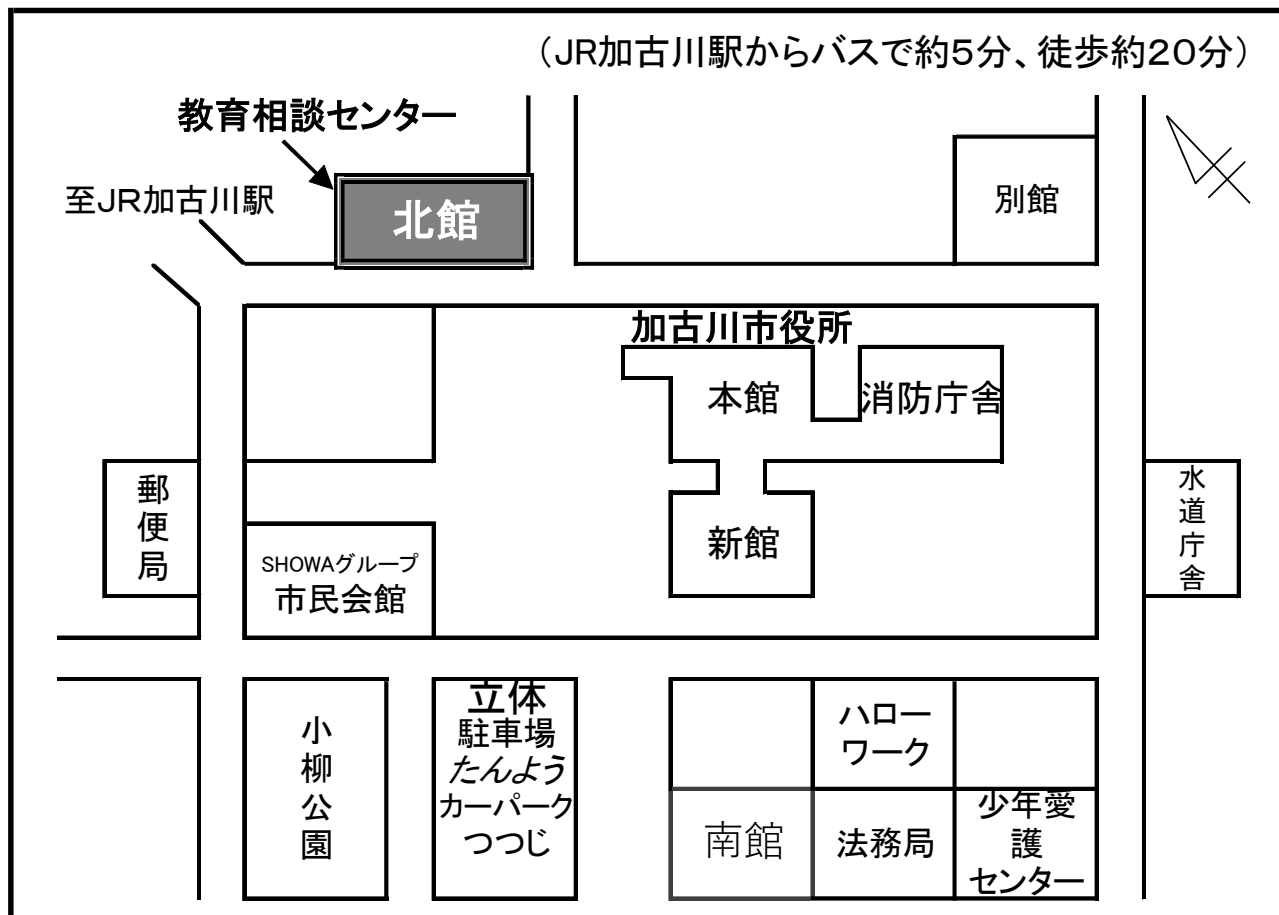 （JR加古川駅からバスで約5分、徒歩約20分）
教育相談センター
至JR加古川駅
北館
別館
加古川市役所
本館
消防庁舎
郵便局
水道庁舎
新館
SHOWAグループ
市民会館
小柳公園
立体
駐車場
たんよう
カーパーク
つつじ
ハロー
ワーク
南館
法務局
少年愛
護
センター